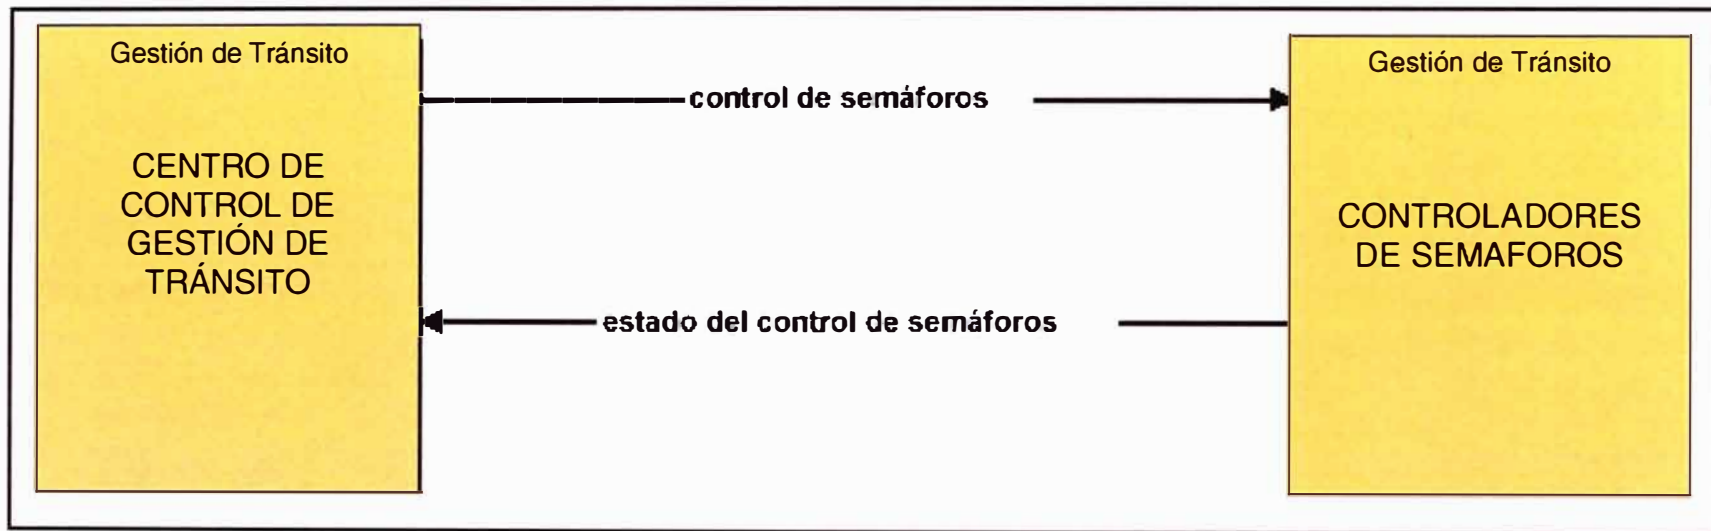 Gestión de Tránsito
CENTRO DE
CONTROL DE
GESTIÓN DE
TRÁNSITO
control de semáforos
estado del control de semáforos
Gestión de Tránsito
CONTROLADORES
DE SEMAFOROS